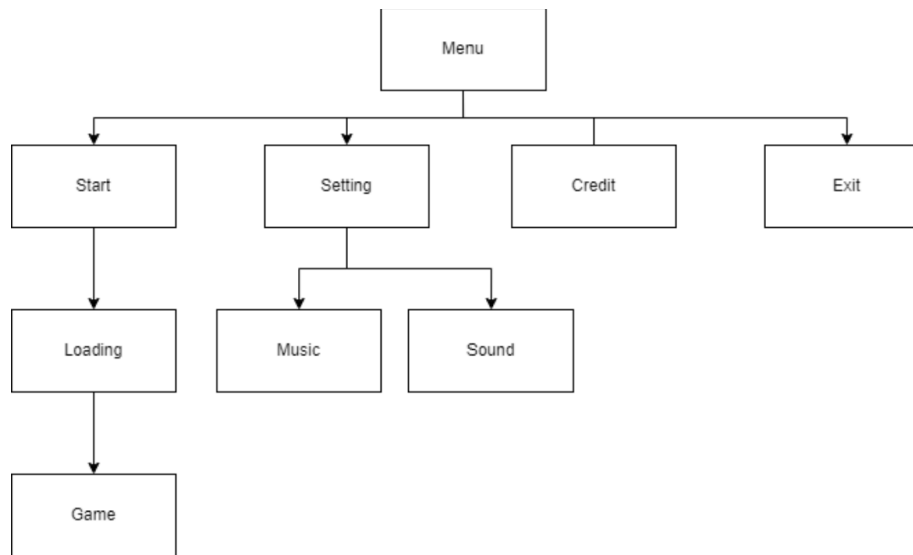 Menu
Start
Setting
Credit
Exit
Loading
Music
Sound
Game